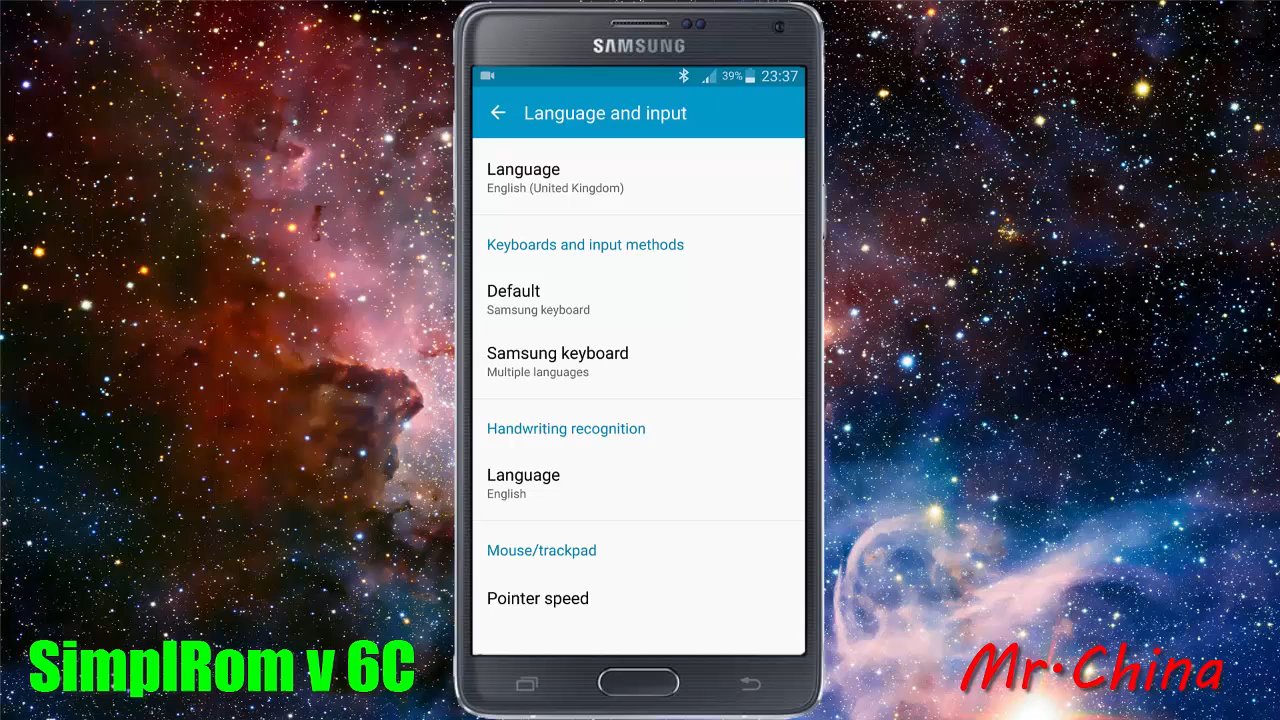 SAMSUNG
39% 23:37
Language and input
Language
English (United Kingdom)
Keyboards and input methods
Default
Samsung keyboard
Samsung keyboard
Multiple languages
Handwriting recognition
Language
English
Mouse/trackpad
Pointer speed
SimplRom v 6C
Mr.China